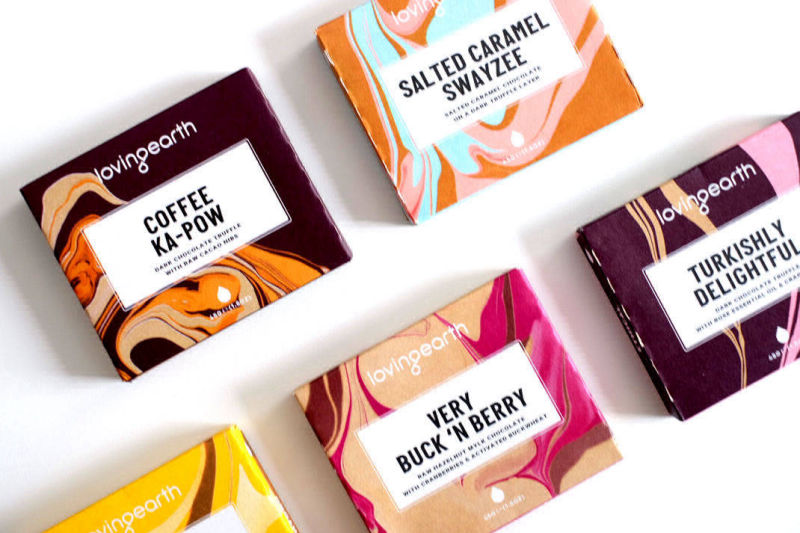 loving
SALTED CARAMEL
SWAYZEE
SALTED CARAMEL CHOCOLATE
ON A DARK TRUFFLE LAYER
lovingearth
COFFEE
KA-POW
DARK CHOCOLATE TRUFFLE
WITH RAW CACAO NIBS
lovingearth
TURKISHLY
DELIGHTFUL
DARK CHOCOLATE TRUFFLE
WITH ROSE ESSENTIAL OIL & CRA
lovingearth
VERY
BUCK 'N BERRY
RAW HAZELNUT MYLK CHOCOLATE
WITH CRANBERRIES & ACTIVATED BUCKWHEAT
lovingearth